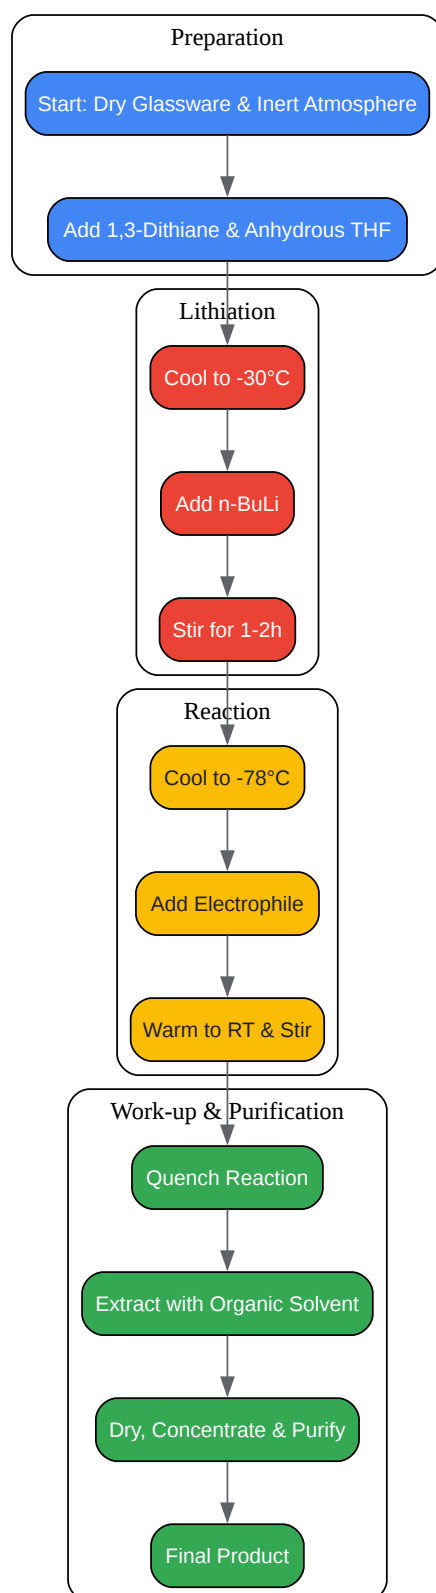 Preparation
Start: Dry Glassware & Inert Atmosphere
Add 1,3-Dithiane & Anhydrous THF
Lithiation
Cool to -30°C
Add n-BuLi
Stir for 1-2h
Reaction
Cool to -78°C
Add Electrophile
Warm to RT & Stir
Work-up & Purification
Quench Reaction
Extract with Organic Solvent
Dry, Concentrate & Purify
Final Product